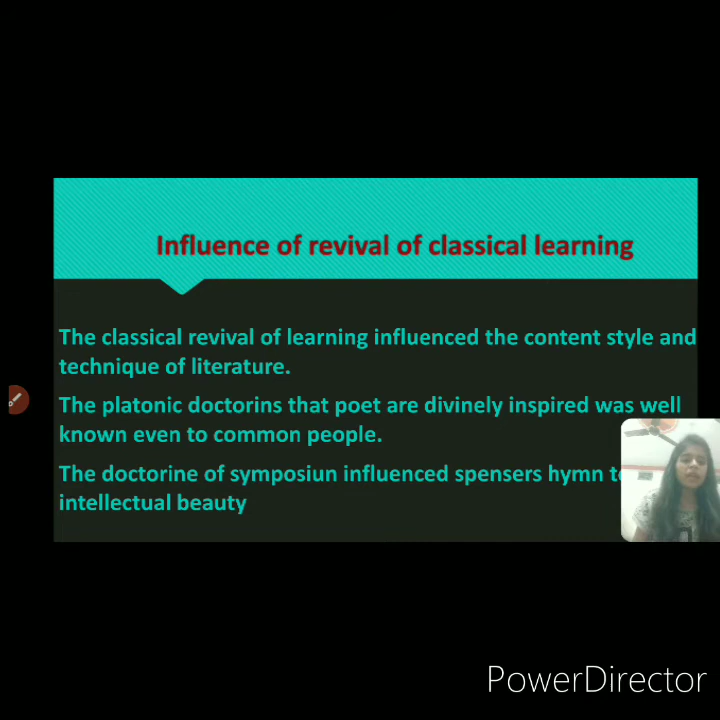 Influence of revival of classical learning
The classical revival of learning influenced the content style and
technique of literature.
The platonic doctorins that poet are divinely inspired was well
known even to common people.
The doctorine of symposiun influenced spensers hymn
intellectual beauty
PowerDirector